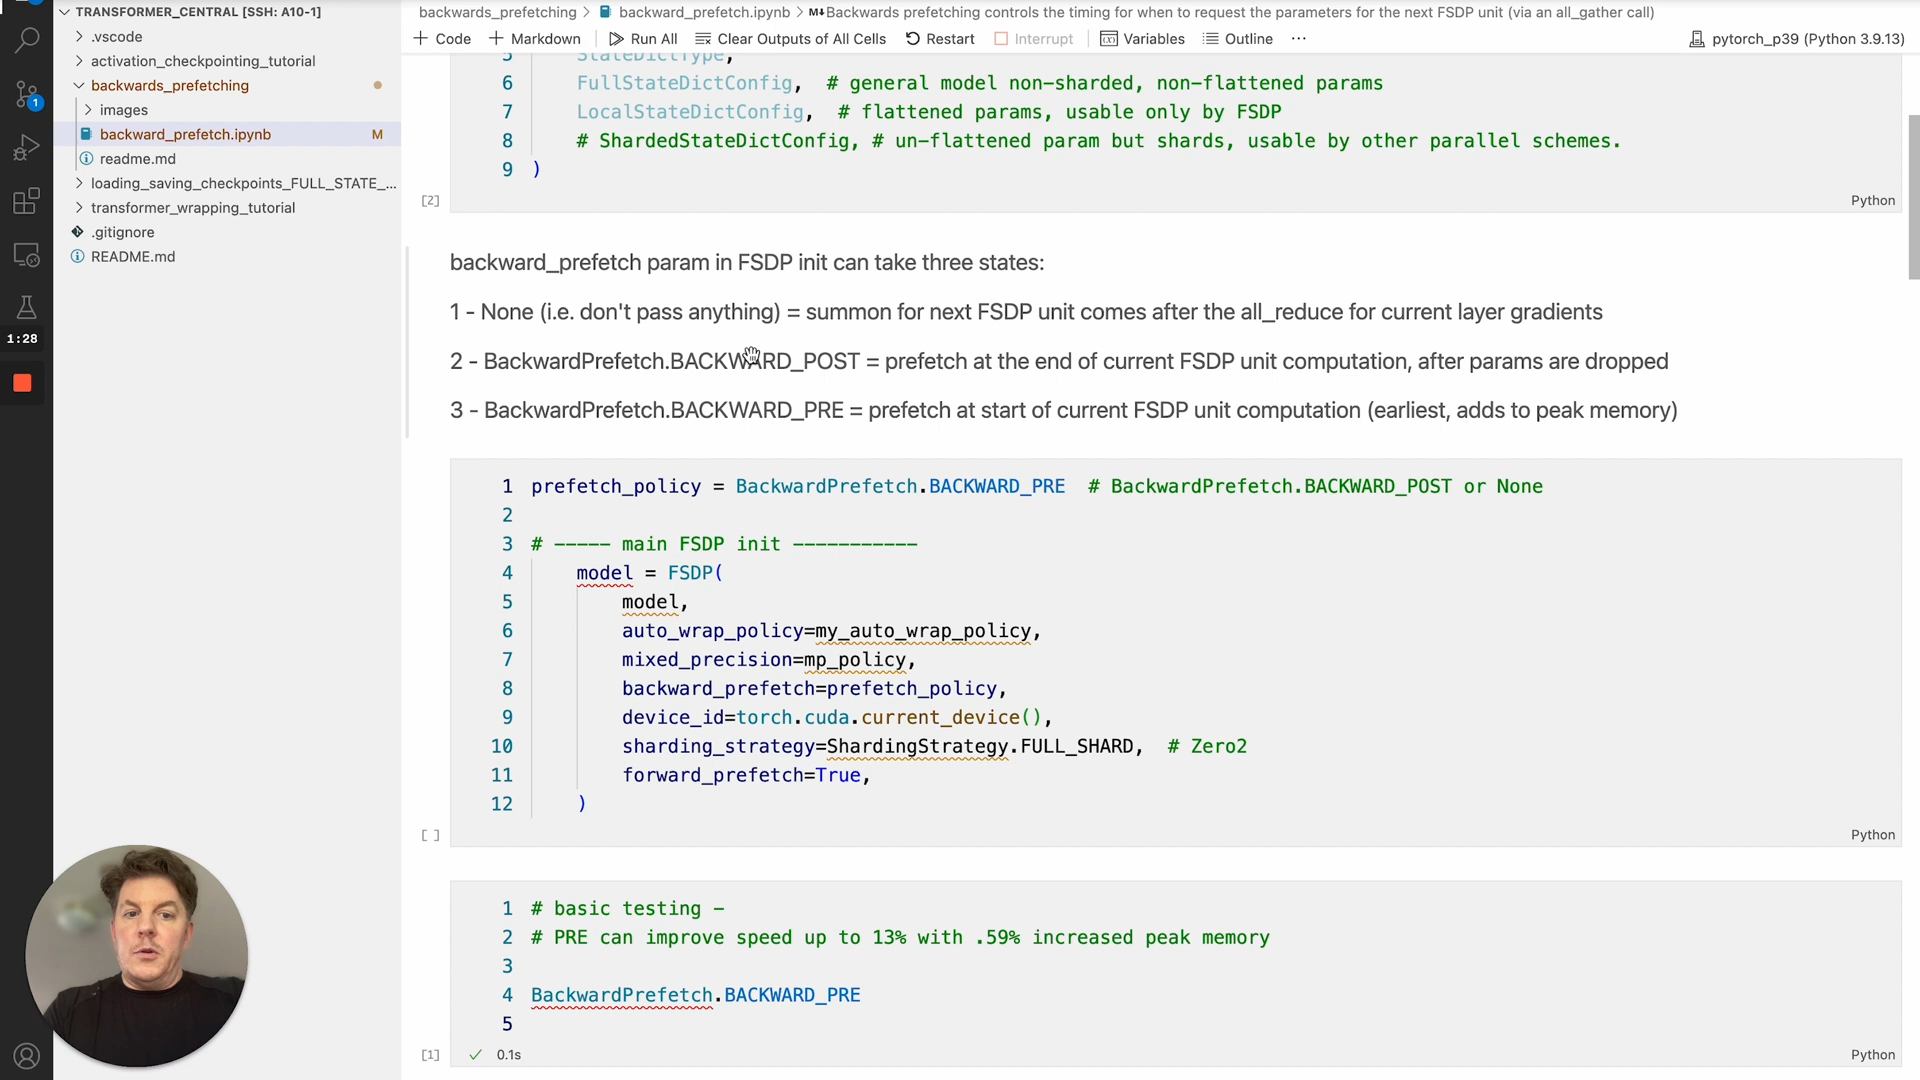 TRANSFORMER_CENTRAL [SSH: A10-1]
.vscode
activation_checkpointing_tutorial
backwards_prefetching
images
backward_prefetch.ipynb M
readme.md
loading_saving_checkpoints_FULL_STATE_...
transformer_wrapping_tutorial
.gitignore
README.md
1
1:28
backwards_prefetching > backward_prefetch.ipynb > M↓Backwards prefetching controls the timing for when to request the parameters for the next FSDP unit (via an all_gather call)
+ Code + Markdown Run All Clear Outputs of All Cells Restart Interrupt Variables Outline ... pytorch_p39 (Python 3.9.13)
5 StateDictType,
6 FullStateDictConfig, # general model non-sharded, non-flattened params
7 LocalStateDictConfig, # flattened params, usable only by FSDP
8 # ShardedStateDictConfig, # un-flattened param but shards, usable by other parallel schemes.
9 )
[2] Python
backward_prefetch param in FSDP init can take three states:
1 - None (i.e. don't pass anything) = summon for next FSDP unit comes after the all_reduce for current layer gradients
2 - BackwardPrefetch.BACKWARD_POST = prefetch at the end of current FSDP unit computation, after params are dropped
3 - BackwardPrefetch.BACKWARD_PRE = prefetch at start of current FSDP unit computation (earliest, adds to peak memory)
1 prefetch_policy = BackwardPrefetch.BACKWARD_PRE # BackwardPrefetch.BACKWARD_POST or None
2
3 # ----- main FSDP init -----------
4 model = FSDP(
5 model,
6 auto_wrap_policy=my_auto_wrap_policy,
7 mixed_precision=mp_policy,
8 backward_prefetch=prefetch_policy,
9 device_id=torch.cuda.current_device(),
10 sharding_strategy=ShardingStrategy.FULL_SHARD, # Zero2
11 forward_prefetch=True,
12 )
[ ] Python
1 # basic testing -
2 # PRE can improve speed up to 13% with .59% increased peak memory
3
4 BackwardPrefetch.BACKWARD_PRE
5
[1] ✓ 0.1s Python